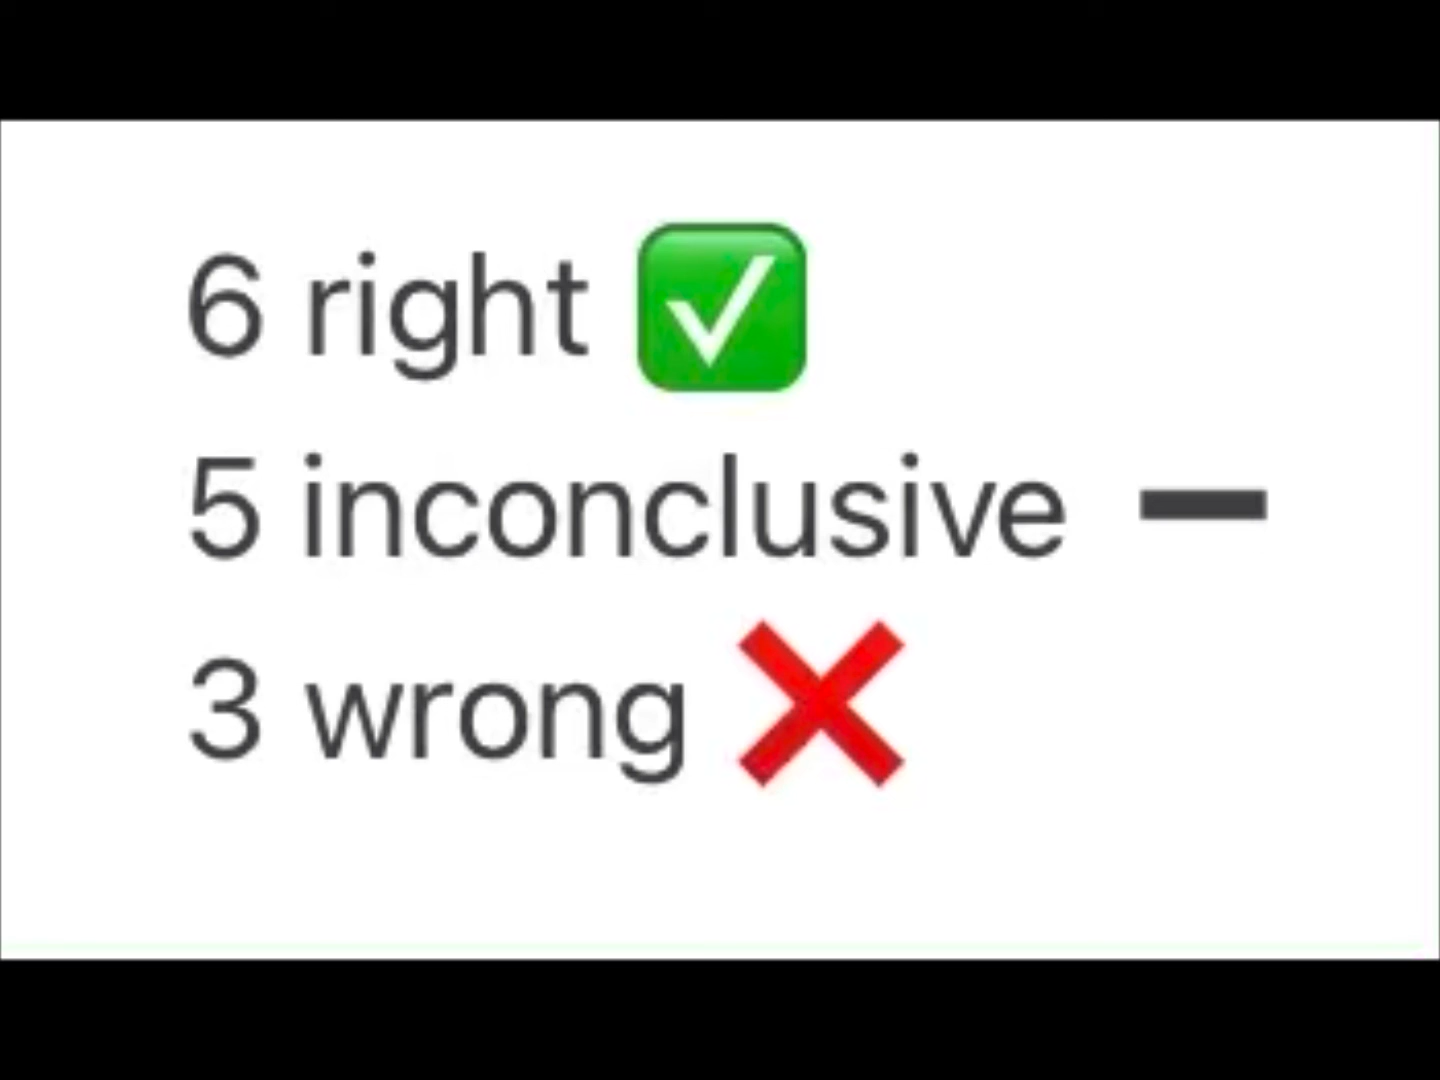 6 right ✅
5 inconclusive ➖
3 wrong ❌